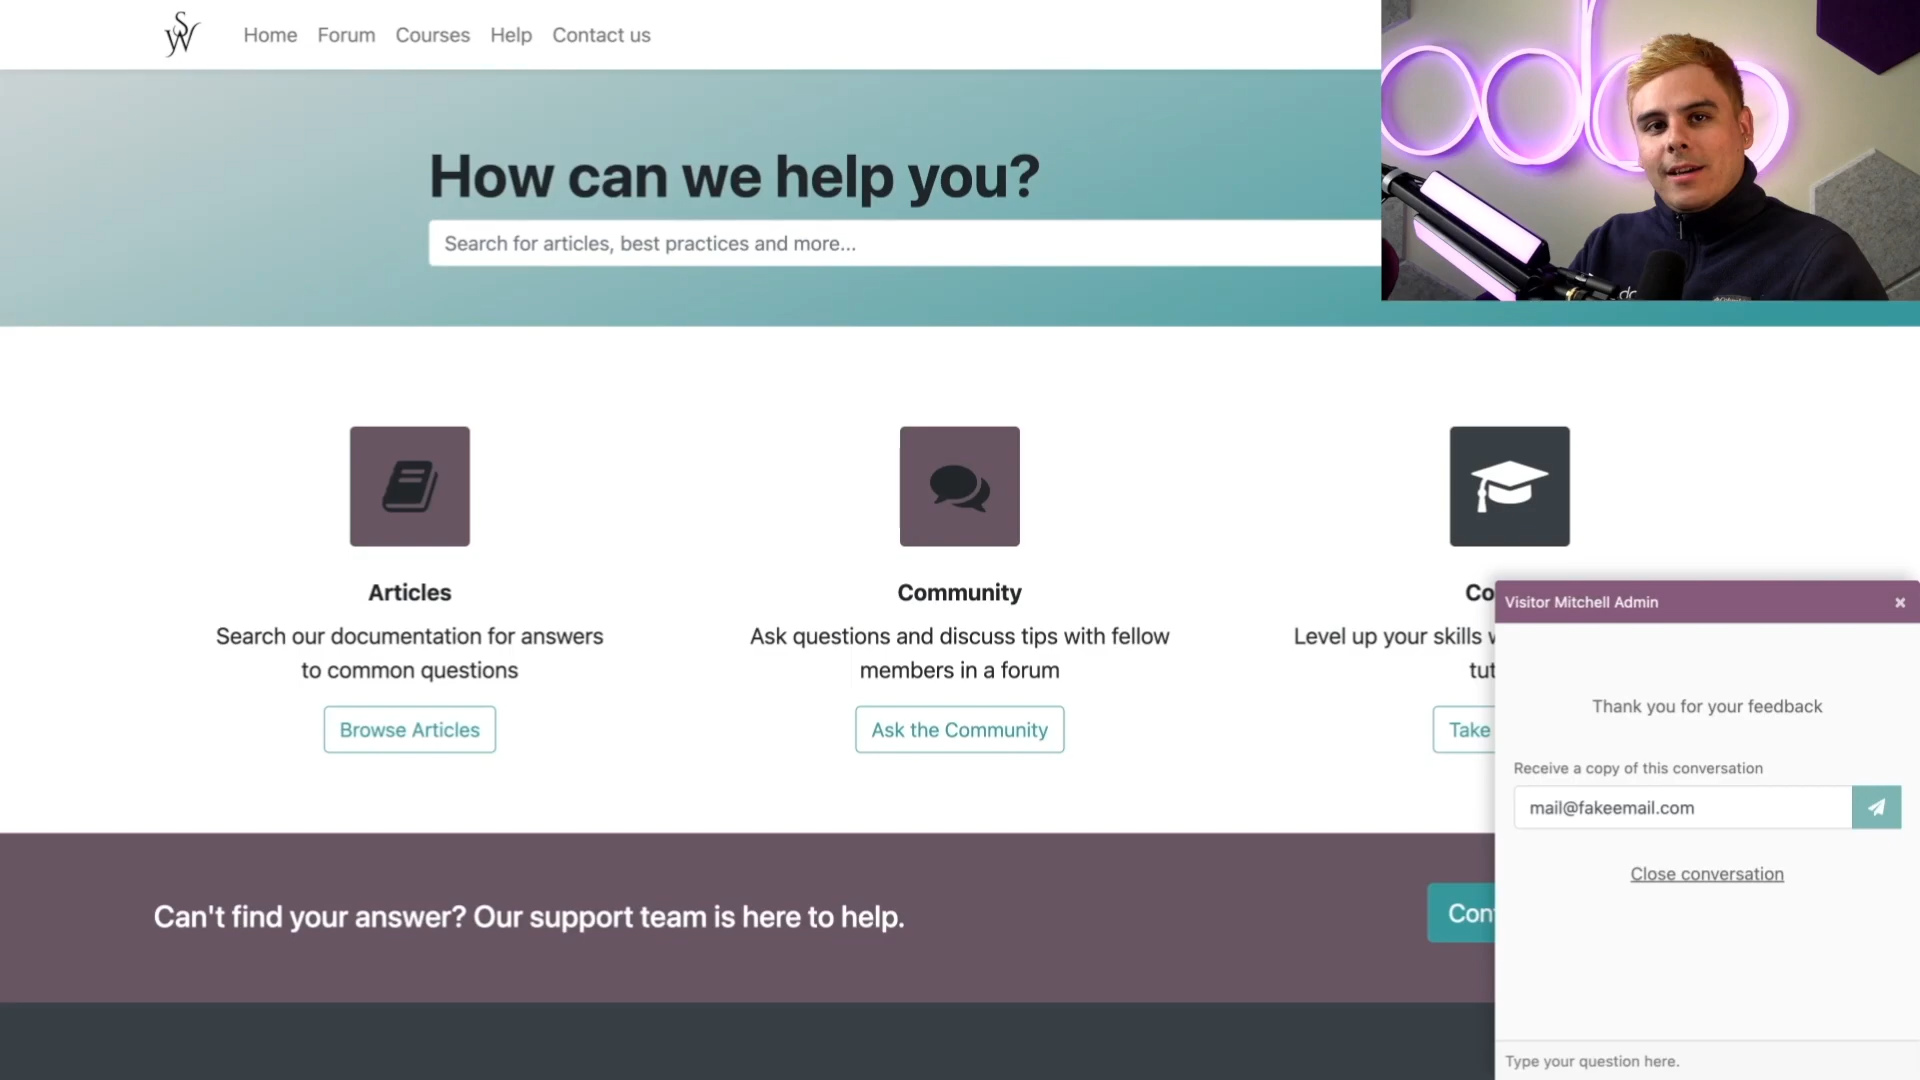 SW
Home Forum Courses Help Contact us
odoo
How can we help you?
Search for articles, best practices and more...
Articles
Search our documentation for answers
to common questions
Browse Articles
Community
Ask questions and discuss tips with fellow
members in a forum
Ask the Community
Co
Level up your skills
tut
Take
Visitor Mitchell Admin ×
Thank you for your feedback
Receive a copy of this conversation
mail@fakeemail.com
Close conversation
Type your question here.
Can't find your answer? Our support team is here to help.
Cont